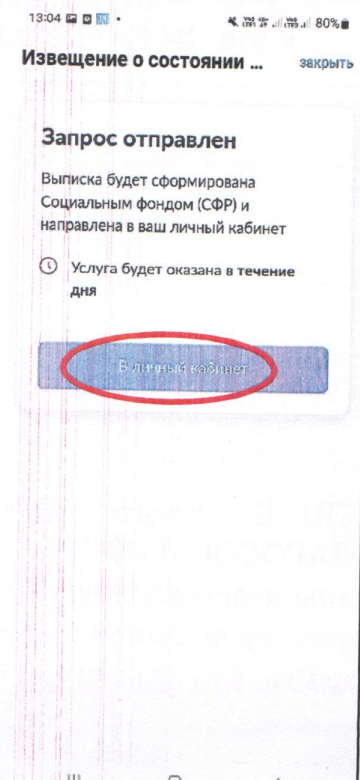 13:04
80%
Извещение о состоянии ...
закрыть
Запрос отправлен
Выписка будет сформирована
Социальным фондом (СФР) и
направлена в ваш личный кабинет
Услуга будет оказана в течение
дня
В личный кабинет